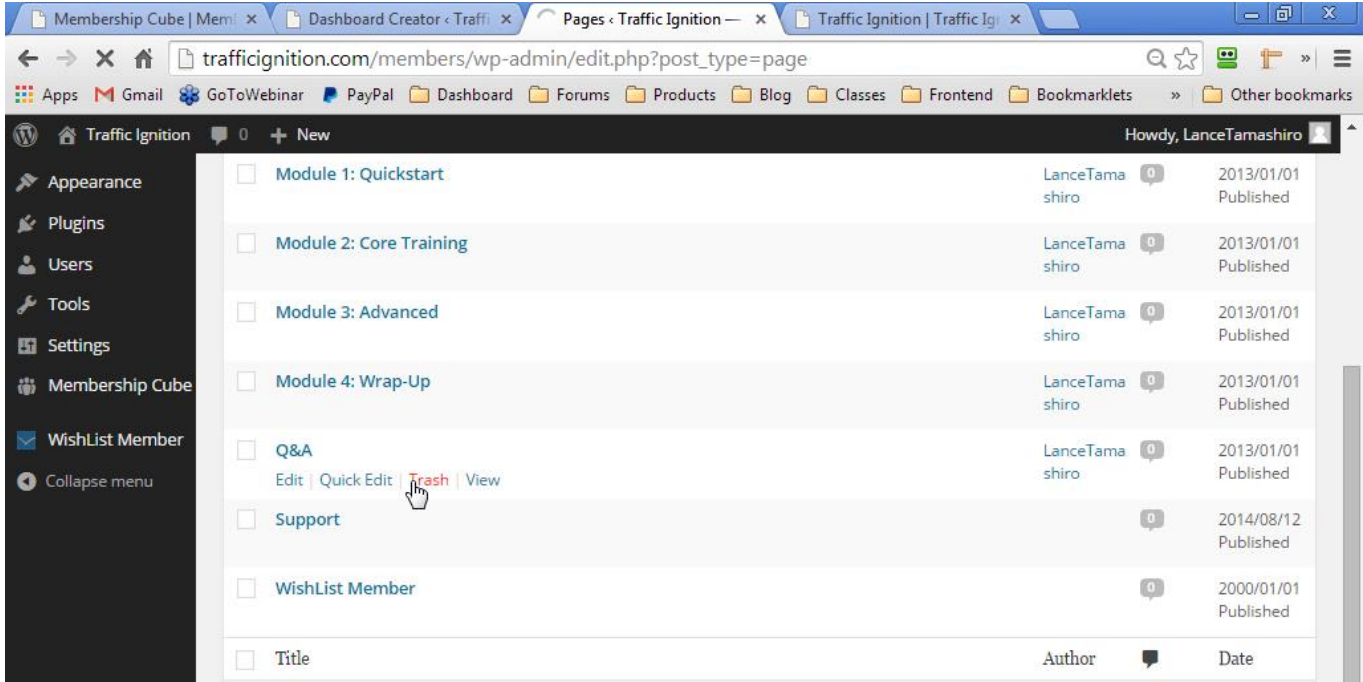 Membership Cube | Mem
Dashboard Creator ‹ Traffi
Pages ‹ Traffic Ignition —
Traffic Ignition | Traffic Ig
trafficignition.com/members/wp-admin/edit.php?post_type=page
Apps Gmail GoToWebinar PayPal Dashboard Forums Products Blog Classes Frontend Bookmarklets » Other bookmarks
Traffic Ignition 0 + New Howdy, LanceTamashiro
Appearance
Plugins
Users
Tools
Settings
Membership Cube
WishList Member
Collapse menu
Module 1: Quickstart LanceTama 0 2013/01/01
shiro Published
Module 2: Core Training LanceTama 0 2013/01/01
shiro Published
Module 3: Advanced LanceTama 0 2013/01/01
shiro Published
Module 4: Wrap-Up LanceTama 0 2013/01/01
shiro Published
Q&A LanceTama 0 2013/01/01
Edit | Quick Edit | Trash | View shiro Published
Support 0 2014/08/12
Published
WishList Member 0 2000/01/01
Published
Title Author Date